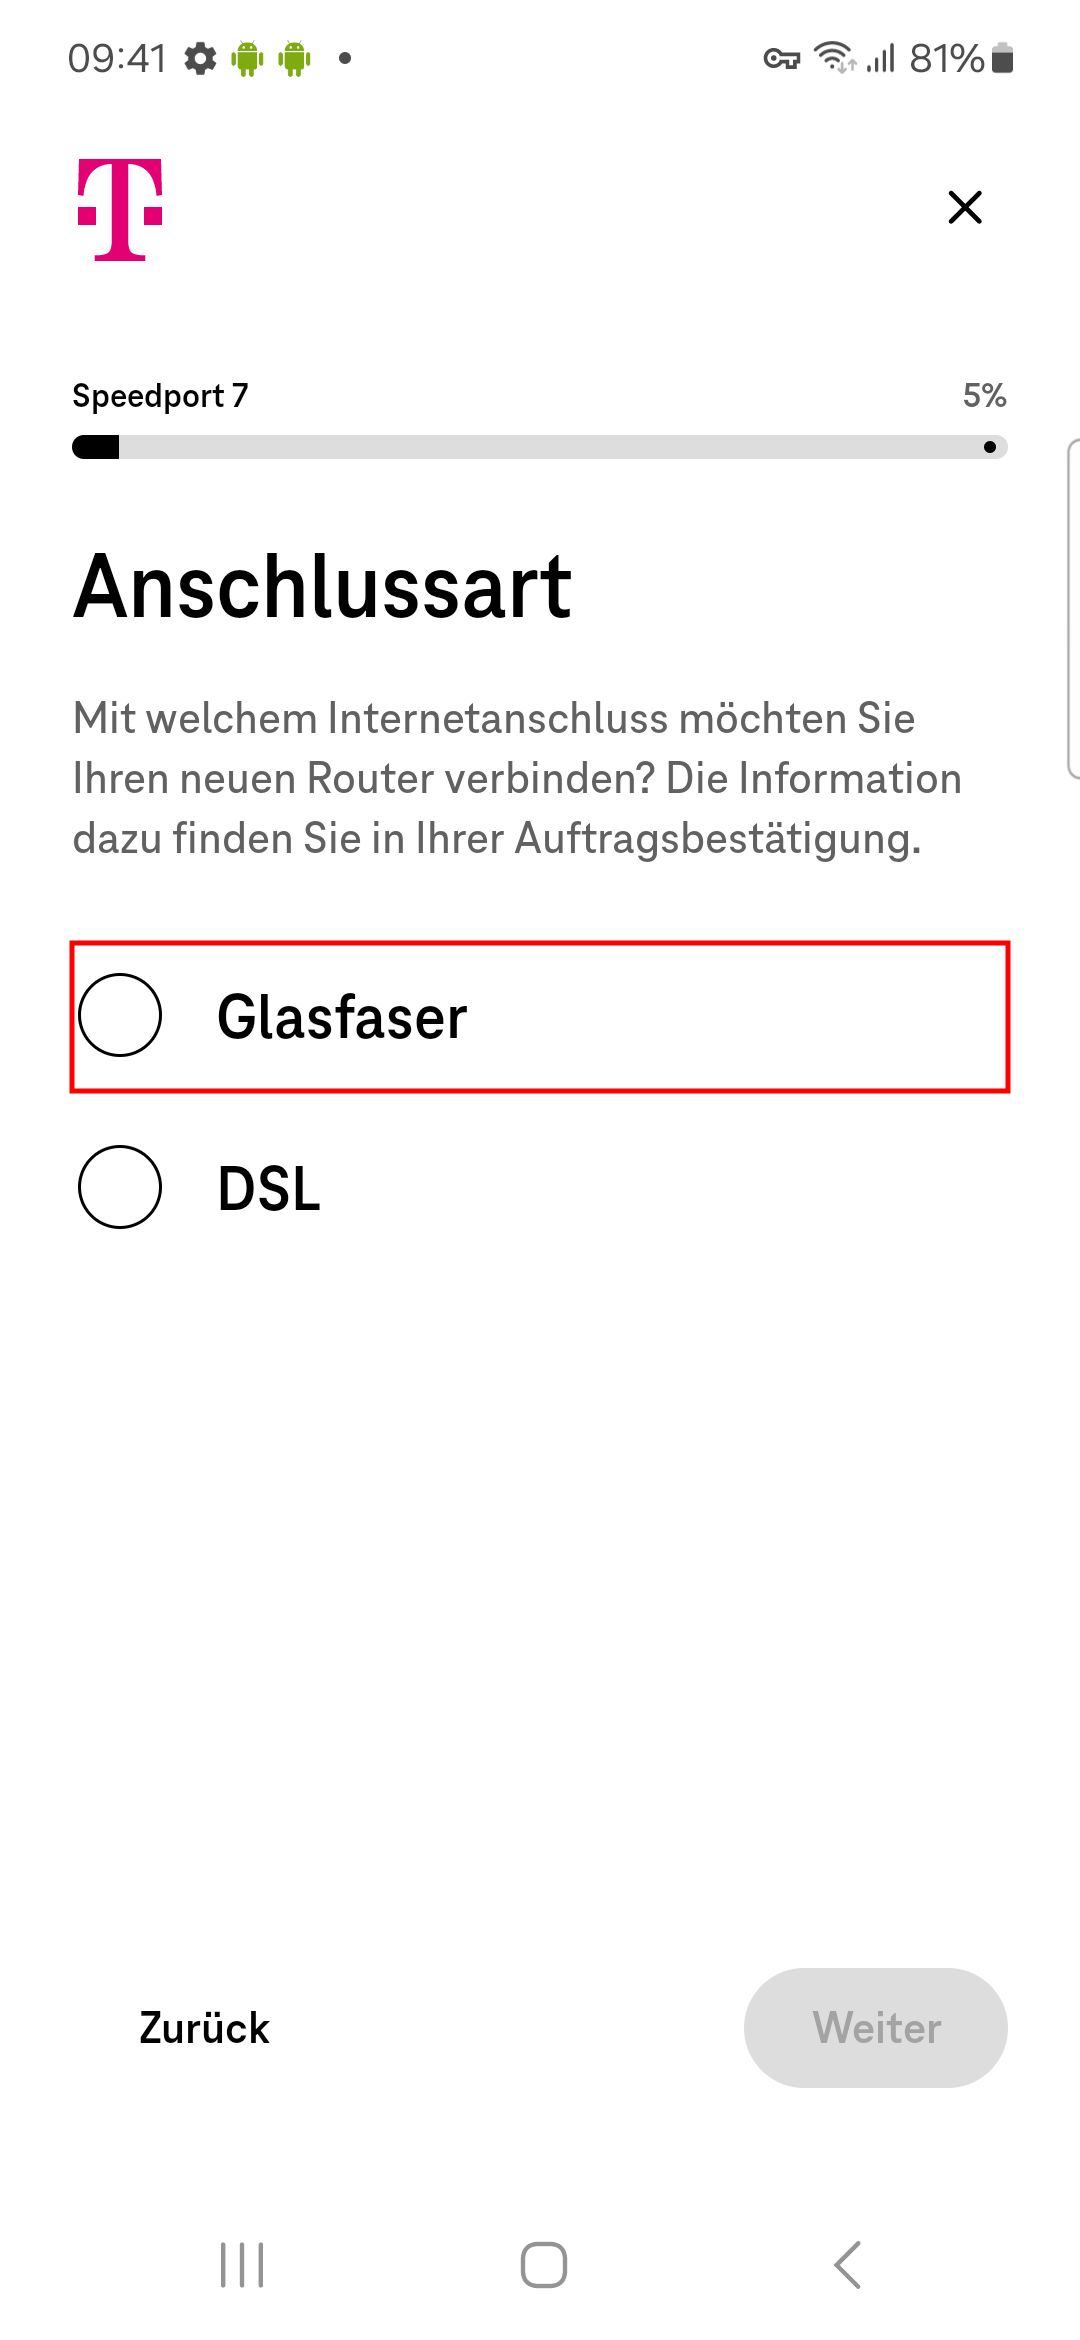 09:41
81%
T
Speedport 7
5%
Anschlussart
Mit welchem Internetanschluss möchten Sie
Ihren neuen Router verbinden? Die Information
dazu finden Sie in Ihrer Auftragsbestätigung.
Glasfaser
DSL
Zurück
Weiter